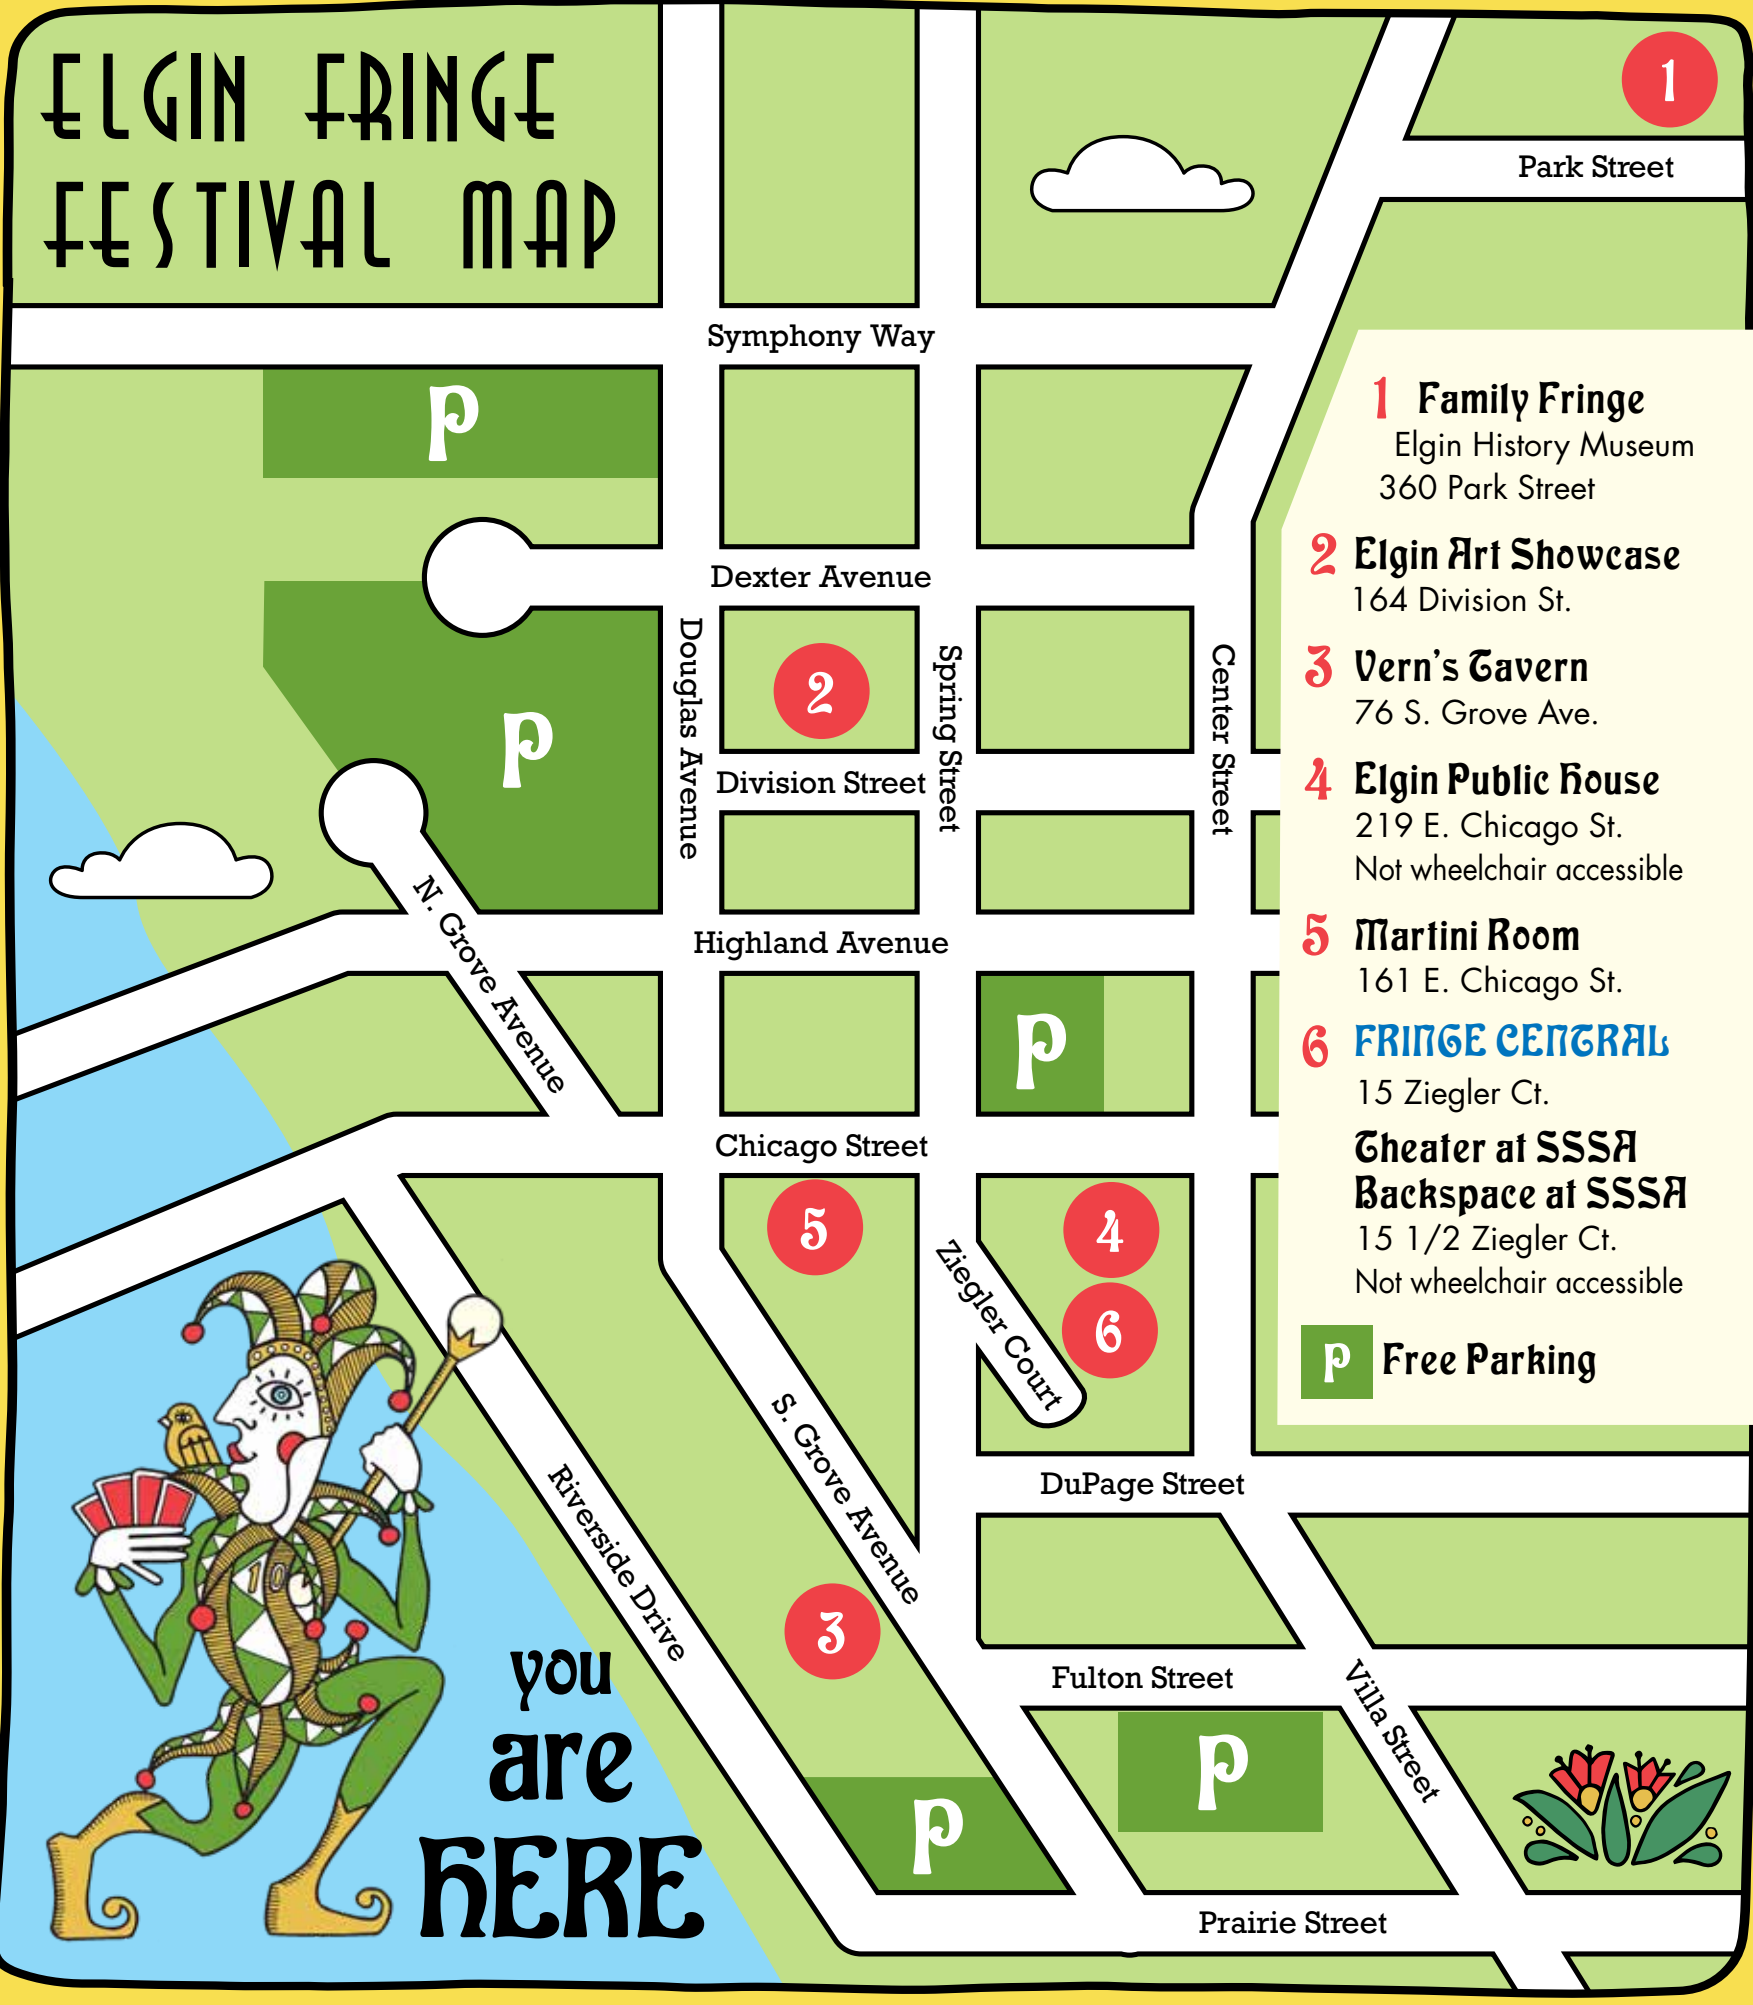 ELGIN FRINGE
FESTIVAL MAP
1
Park Street
Symphony Way
P
Dexter Avenue
Douglas Avenue
2
Spring Street
Center Street
P
Division Street
N. Grove Avenue
Highland Avenue
P
Chicago Street
5
4
Ziegler Court
6
S. Grove Avenue
DuPage Street
Riverside Drive
3
Fulton Street
Villa Street
P
P
Prairie Street
10
you
are
HERE
1 Family Fringe
Elgin History Museum
360 Park Street
2 Elgin Art Showcase
164 Division St.
3 Vern's Tavern
76 S. Grove Ave.
4 Elgin Public House
219 E. Chicago St.
Not wheelchair accessible
5 Martini Room
161 E. Chicago St.
6 FRINGE CENTRAL
15 Ziegler Ct.
Theater at SSSA
Backspace at SSSA
15 1/2 Ziegler Ct.
Not wheelchair accessible
P Free Parking